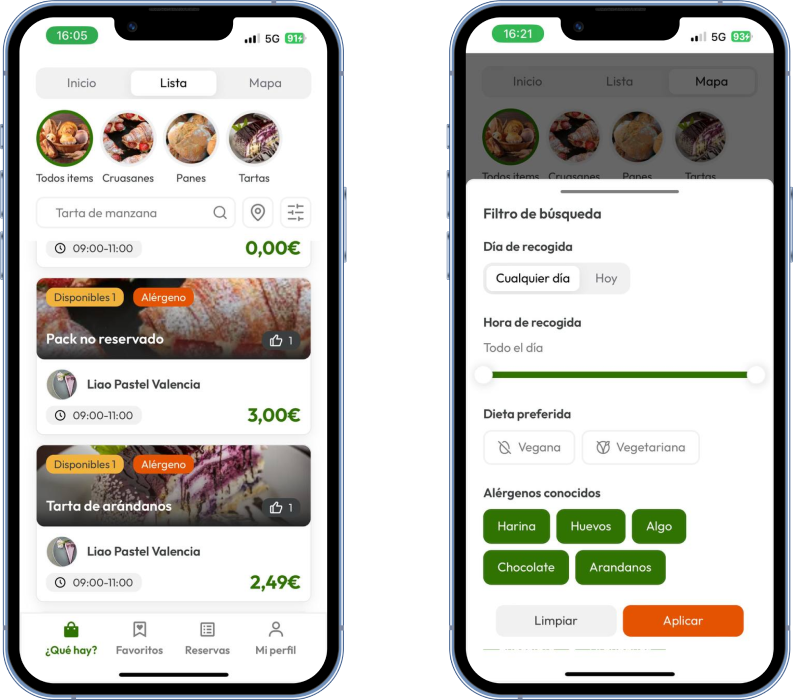 16:05
5G 91
Inicio Lista Mapa
Todos items Cruasanes Panes Tartas
Tarta de manzana
09:00-11:00 0,00€
Disponibles 1 Alérgeno
Pack no reservado 1
Liao Pastel Valencia
09:00-11:00 3,00€
Disponibles 1 Alérgeno
Tarta de arándanos 1
Liao Pastel Valencia
09:00-11:00 2,49€
¿Qué hay? Favoritos Reservas Mi perfil
16:21
5G 93
Inicio Lista Mapa
Todos items Cruasanes Panes Tartas
Filtro de búsqueda
Día de recogida
Cualquier día Hoy
Hora de recogida
Todo el día
Dieta preferida
Vegana Vegetariana
Alérgenos conocidos
Harina Huevos Algo
Chocolate Arandanos
Limpiar Aplicar